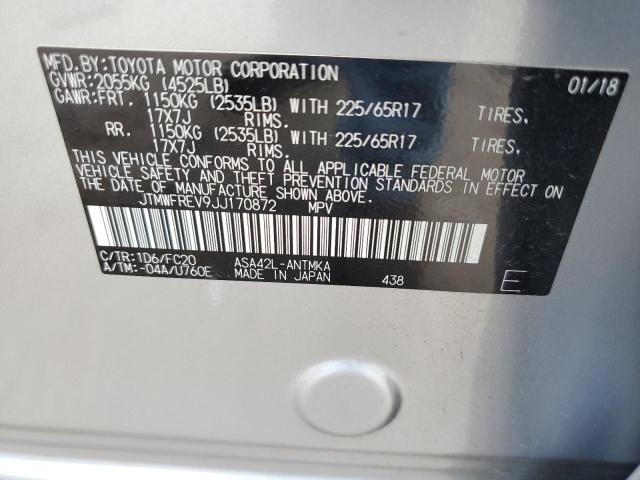 MFD.BY:TOYOTA MOTOR CORPORATION 01/18
GVWR:2055KG (4525LB)
GAWR:FRT. 1150KG (2535LB) WITH 225/65R17 TIRES,
17X7J RIMS.
RR. 1150KG (2535LB) WITH 225/65R17 TIRES,
17X7J RIMS.
THIS VEHICLE CONFORMS TO ALL APPLICABLE FEDERAL MOTOR
VEHICLE SAFETY AND THEFT PREVENTION STANDARDS IN EFFECT ON
THE DATE OF MANUFACTURE SHOWN ABOVE.
JTMWFREV9JJ170872 MPV
C/TR:1D6/FC20 ASA42L-ANTMKA
A/TM:-04A/U760E MADE IN JAPAN 438 E